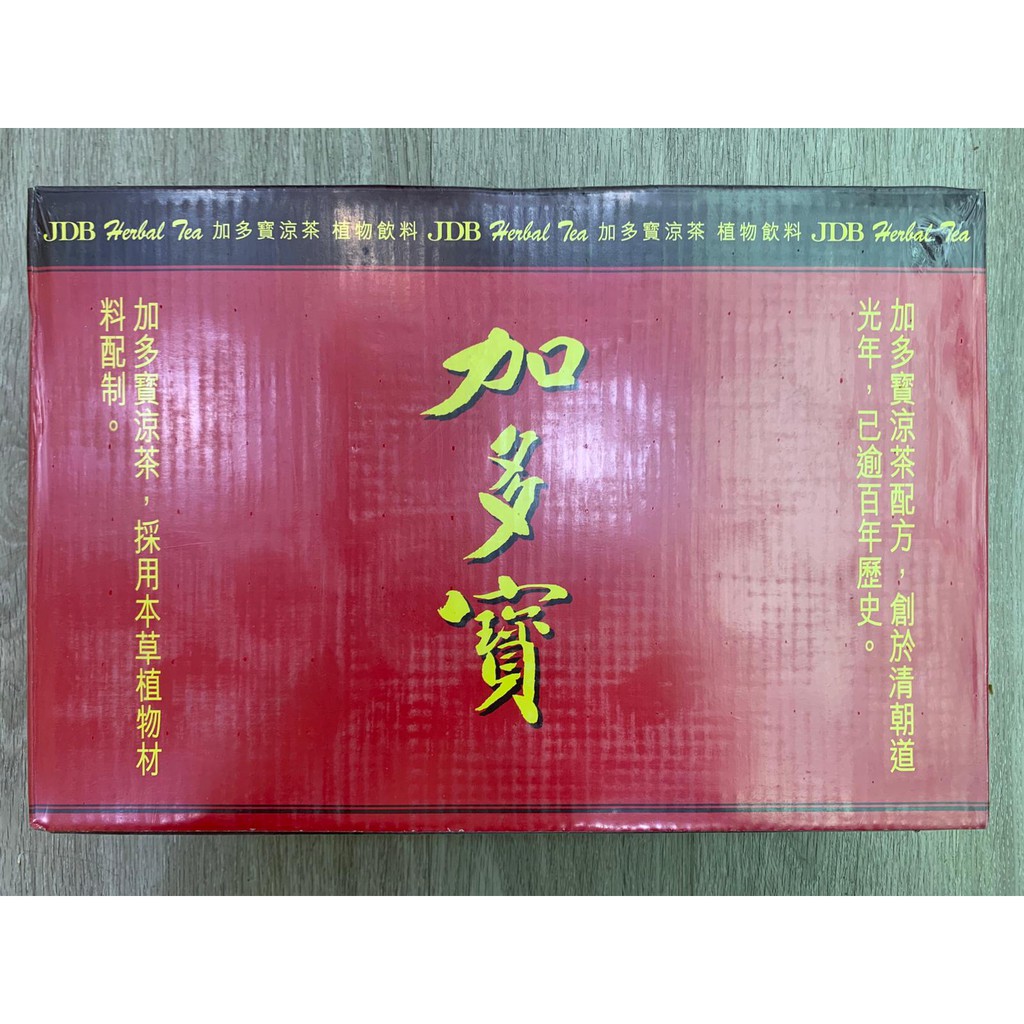 JDB Herbal Tea 加多寶涼茶 植物飲料 JDB Herbal Tea 加多寶涼茶 植物飲料 JDB Herbal Tea
加多寶涼茶配方，創於清朝道
光年，已逾百年歷史。
加多寶
加多寶涼茶，採用本草植物材
料配制。